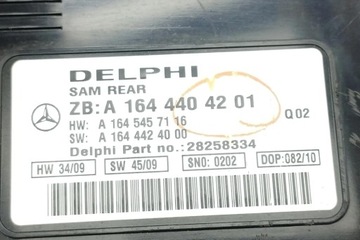 DELPHI
SAM REAR
ZB: A 164 440 42 01
Q 02
HW: A 164 545 71 16
SW: A 164 442 40 00
Delphi Part no.: 28258334
HW 34/09 SW 45/09 SNO: 0202 DOP: 082/10